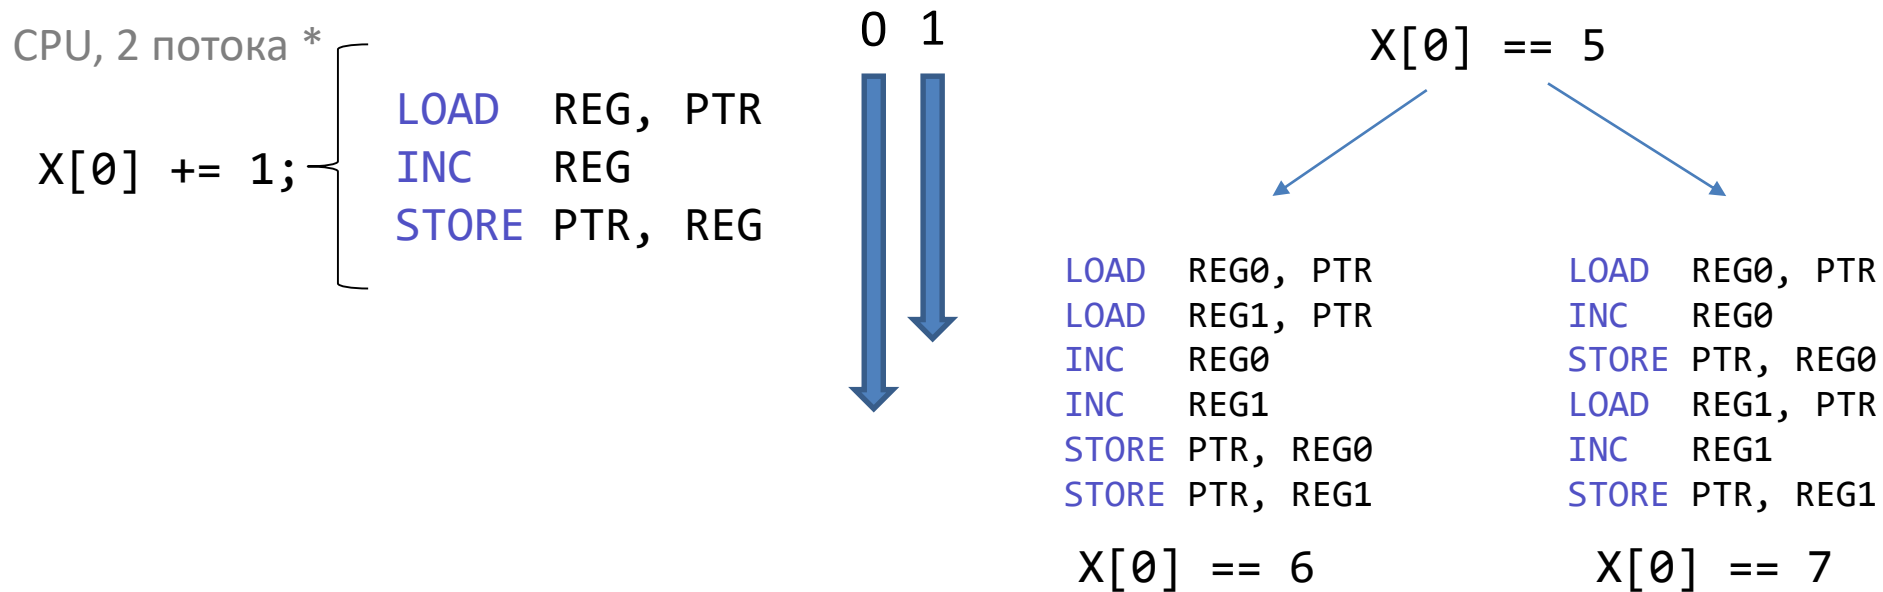 CPU, 2 потока *
X[0] += 1;
LOAD REG, PTR
INC REG
STORE PTR, REG
0 1
X[0] == 5
LOAD REG0, PTR
LOAD REG1, PTR
INC REG0
INC REG1
STORE PTR, REG0
STORE PTR, REG1
X[0] == 6
LOAD REG0, PTR
INC REG0
STORE PTR, REG0
LOAD REG1, PTR
INC REG1
STORE PTR, REG1
X[0] == 7